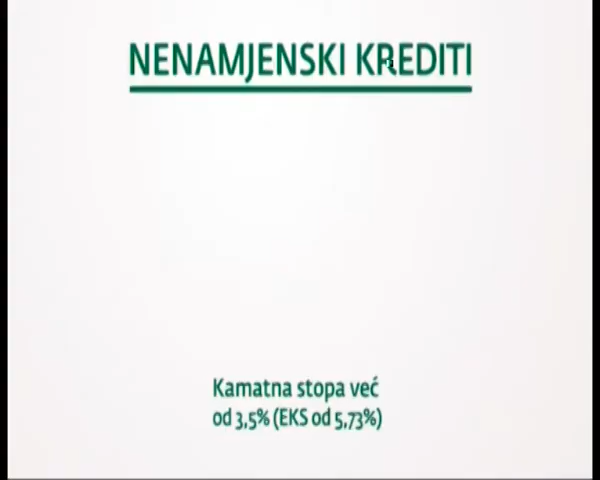 NENAMJENSKI KREDITI
Kamatna stopa već
od 3,5% (EKS od 5,73%)